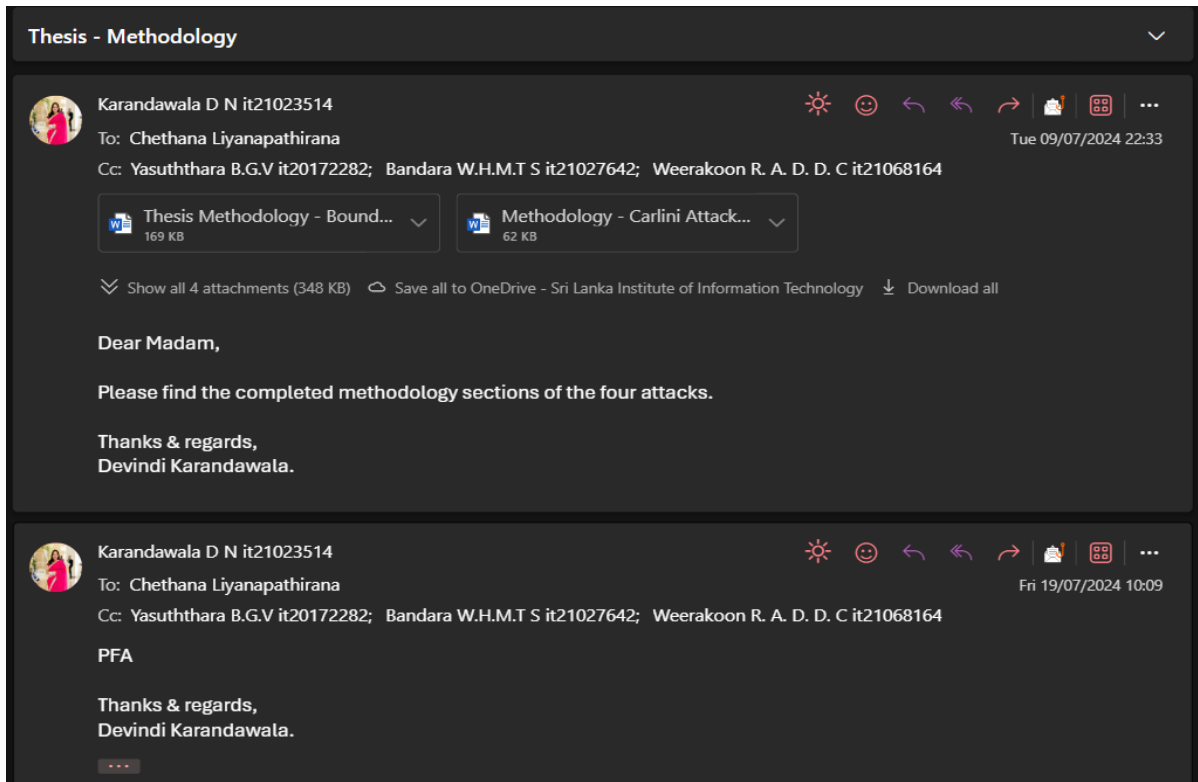 Thesis - Methodology
Karandawala D N it21023514
To: Chethana Liyanapathirana
Tue 09/07/2024 22:33
Cc: Yasuththara B.G.V it20172282; Bandara W.H.M.T S it21027642; Weerakoon R. A. D. D. C it21068164
Thesis Methodology - Bound...
169 KB
Methodology - Carlini Attack...
62 KB
Show all 4 attachments (348 KB) Save all to OneDrive - Sri Lanka Institute of Information Technology Download all
Dear Madam,
Please find the completed methodology sections of the four attacks.
Thanks & regards,
Devindi Karandawala.
Karandawala D N it21023514
To: Chethana Liyanapathirana
Fri 19/07/2024 10:09
Cc: Yasuththara B.G.V it20172282; Bandara W.H.M.T S it21027642; Weerakoon R. A. D. D. C it21068164
PFA
Thanks & regards,
Devindi Karandawala.